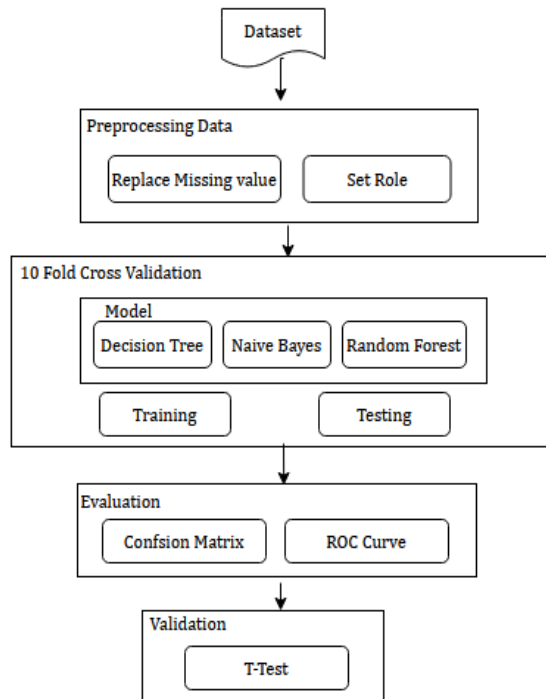 Dataset
Preprocessing Data
Replace Missing value
Set Role
10 Fold Cross Validation
Model
Decision Tree
Naive Bayes
Random Forest
Training
Testing
Evaluation
Confsion Matrix
ROC Curve
Validation
T-Test